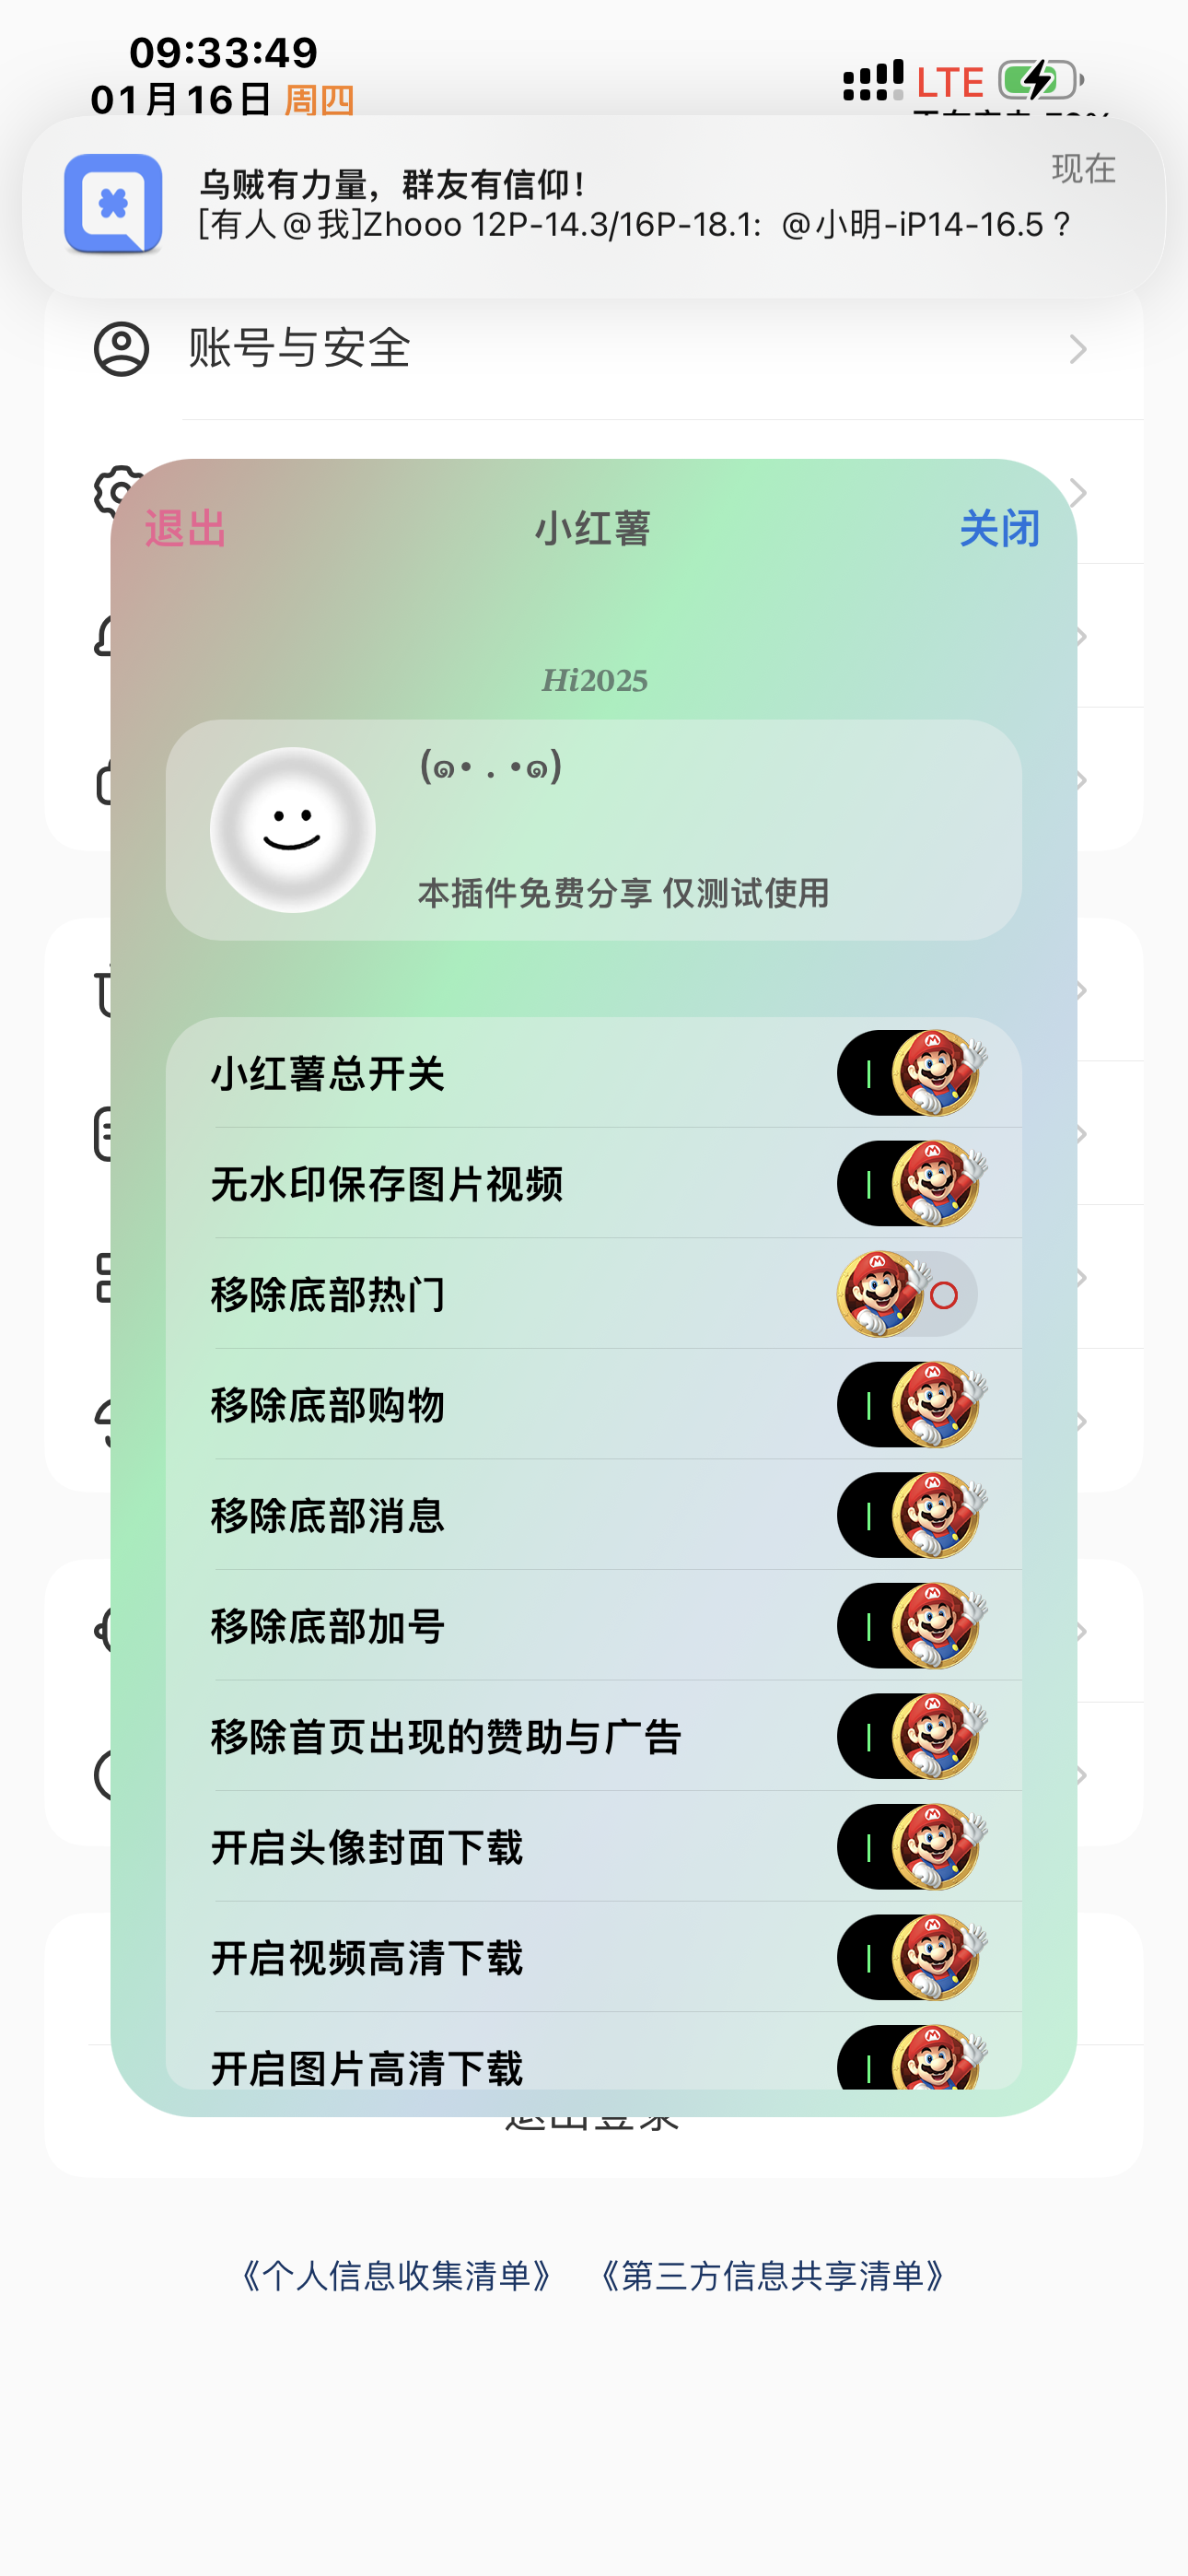 09:33:49
01月16日 周四
LTE
乌贼有力量，群友有信仰！
现在
[有人@我]Zhooo 12P-14.3/16P-18.1: @小明-iP14-16.5？
账号与安全
退出
小红薯
关闭
Hi2025
(๑• . •๑)
本插件免费分享 仅测试使用
小红薯总开关
无水印保存图片视频
移除底部热门
移除底部购物
移除底部消息
移除底部加号
移除首页出现的赞助与广告
开启头像封面下载
开启视频高清下载
开启图片高清下载
退出登录
《个人信息收集清单》 《第三方信息共享清单》